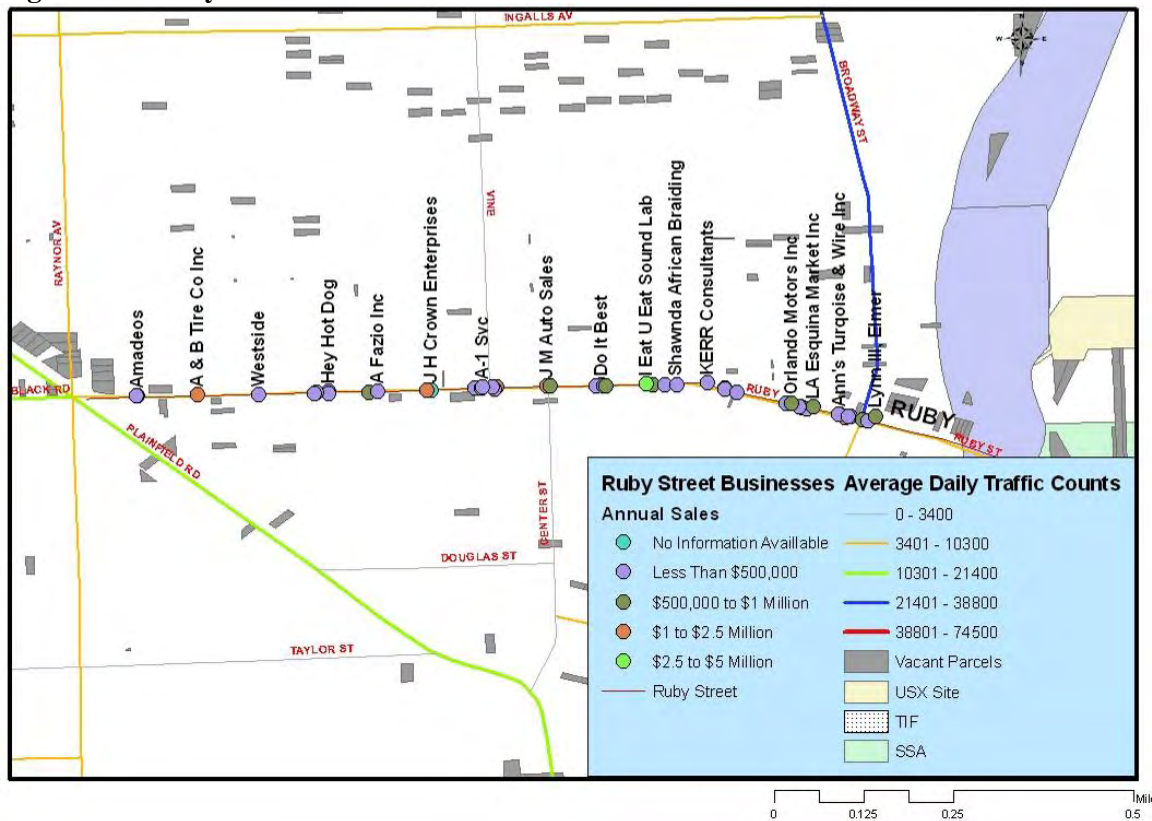 INGALLS AV
N
W
E
BROADWAY ST
RAYNOR AV
VINE
Amadeos
A & B Tire Co Inc
Westside
Hey Hot Dog
A Fazio Inc
J H Crown Enterprises
A-1 Svc
J M Auto Sales
Do It Best
I Eat U Eat Sound Lab
Shawnda African Braiding
KERR Consultants
Orlando Motors Inc
LA Esquina Market Inc
Ann's Turqoise & Wire Inc
Lynn Ill, Elmer
BLACK RD
RUBY
RUBY
RUBY ST
PLAINFIELD RD
CENTER ST
DOUGLAS ST
TAYLOR ST
Ruby Street Businesses
Annual Sales
No Information Availlable
Less Than $500,000
$500,000 to $1 Million
$1 to $2.5 Million
$2.5 to $5 Million
Ruby Street
Average Daily Traffic Counts
0 - 3400
3401 - 10300
10301 - 21400
21401 - 38800
38801 - 74500
Vacant Parcels
USX Site
TIF
SSA
0 0.125 0.25 0.5